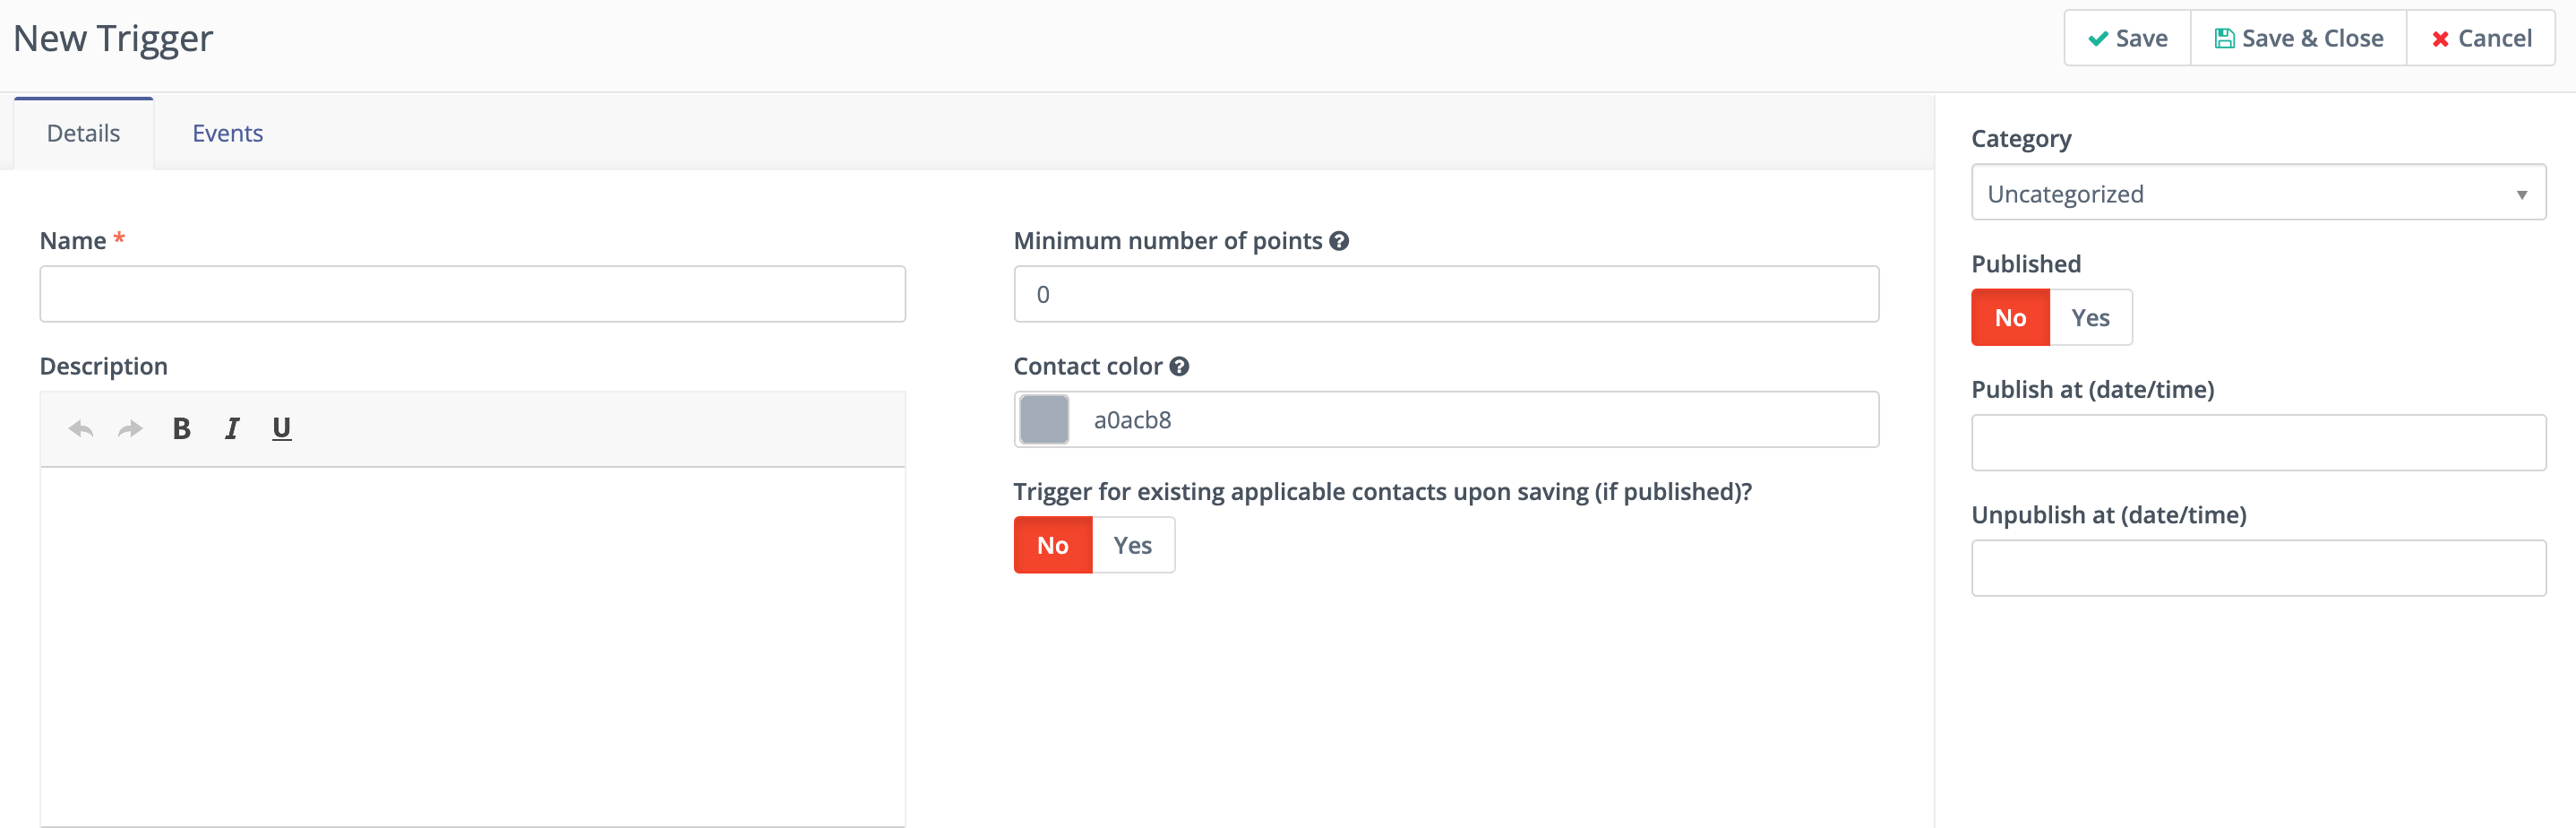 New Trigger
Save
Save & Close
Cancel
Details
Events
Name *
Description
B I U
Minimum number of points
0
Contact color
a0acb8
Trigger for existing applicable contacts upon saving (if published)?
No Yes
Category
Uncategorized
Published
No Yes
Publish at (date/time)
Unpublish at (date/time)